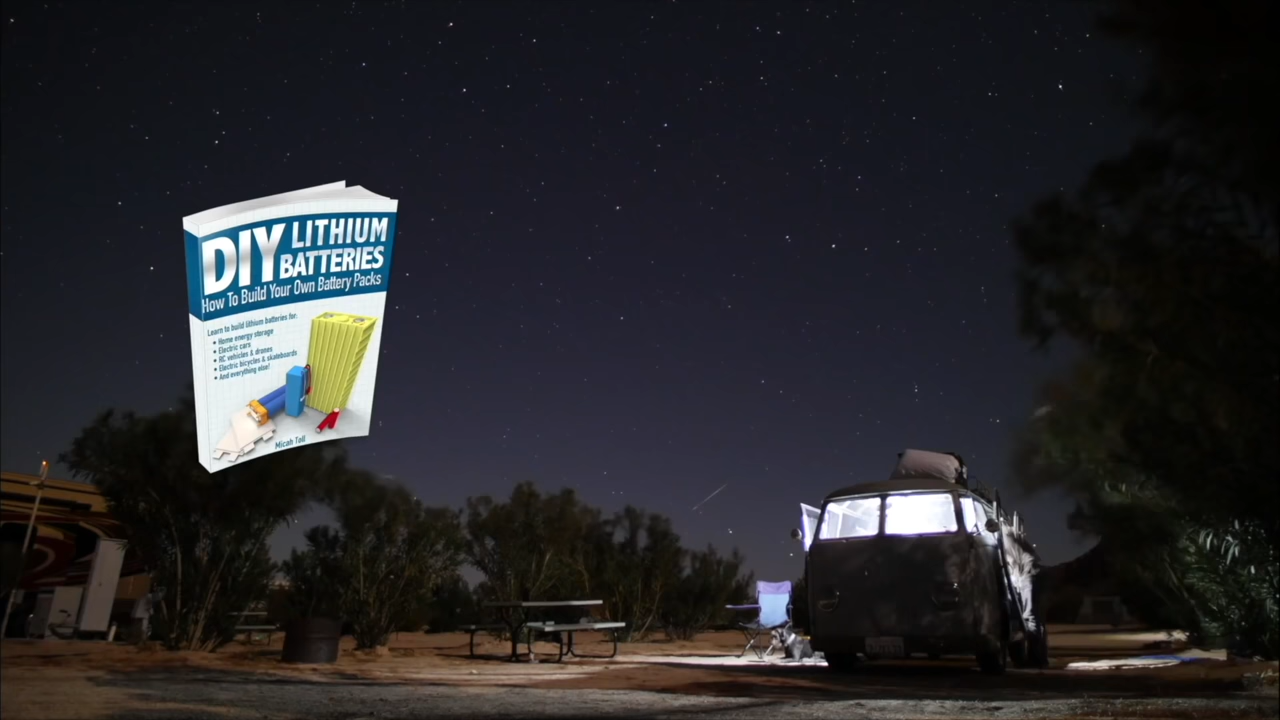 DIY LITHIUM
BATTERIES
How To Build Your Own Battery Packs
Learn to build lithium batteries for:
• Home energy storage
• Electric cars
• RC vehicles & drones
• Electric bicycles & skateboards
• And everything else!
Micah Toll